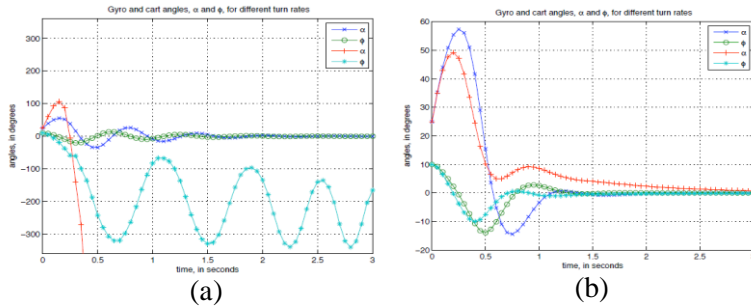 Gyro and cart angles, α and ϕ, for different turn rates
α
ϕ
α
ϕ
angles, in degrees
300
200
100
0
-100
-200
-300
0
0.5
1
1.5
2
2.5
3
time, in seconds
(a)
Gyro and cart angles, α and ϕ, for different turn rates
α
ϕ
α
ϕ
angles, in degrees
60
50
40
30
20
10
0
-10
-20
0
0.5
1
1.5
2
2.5
time, in seconds
(b)